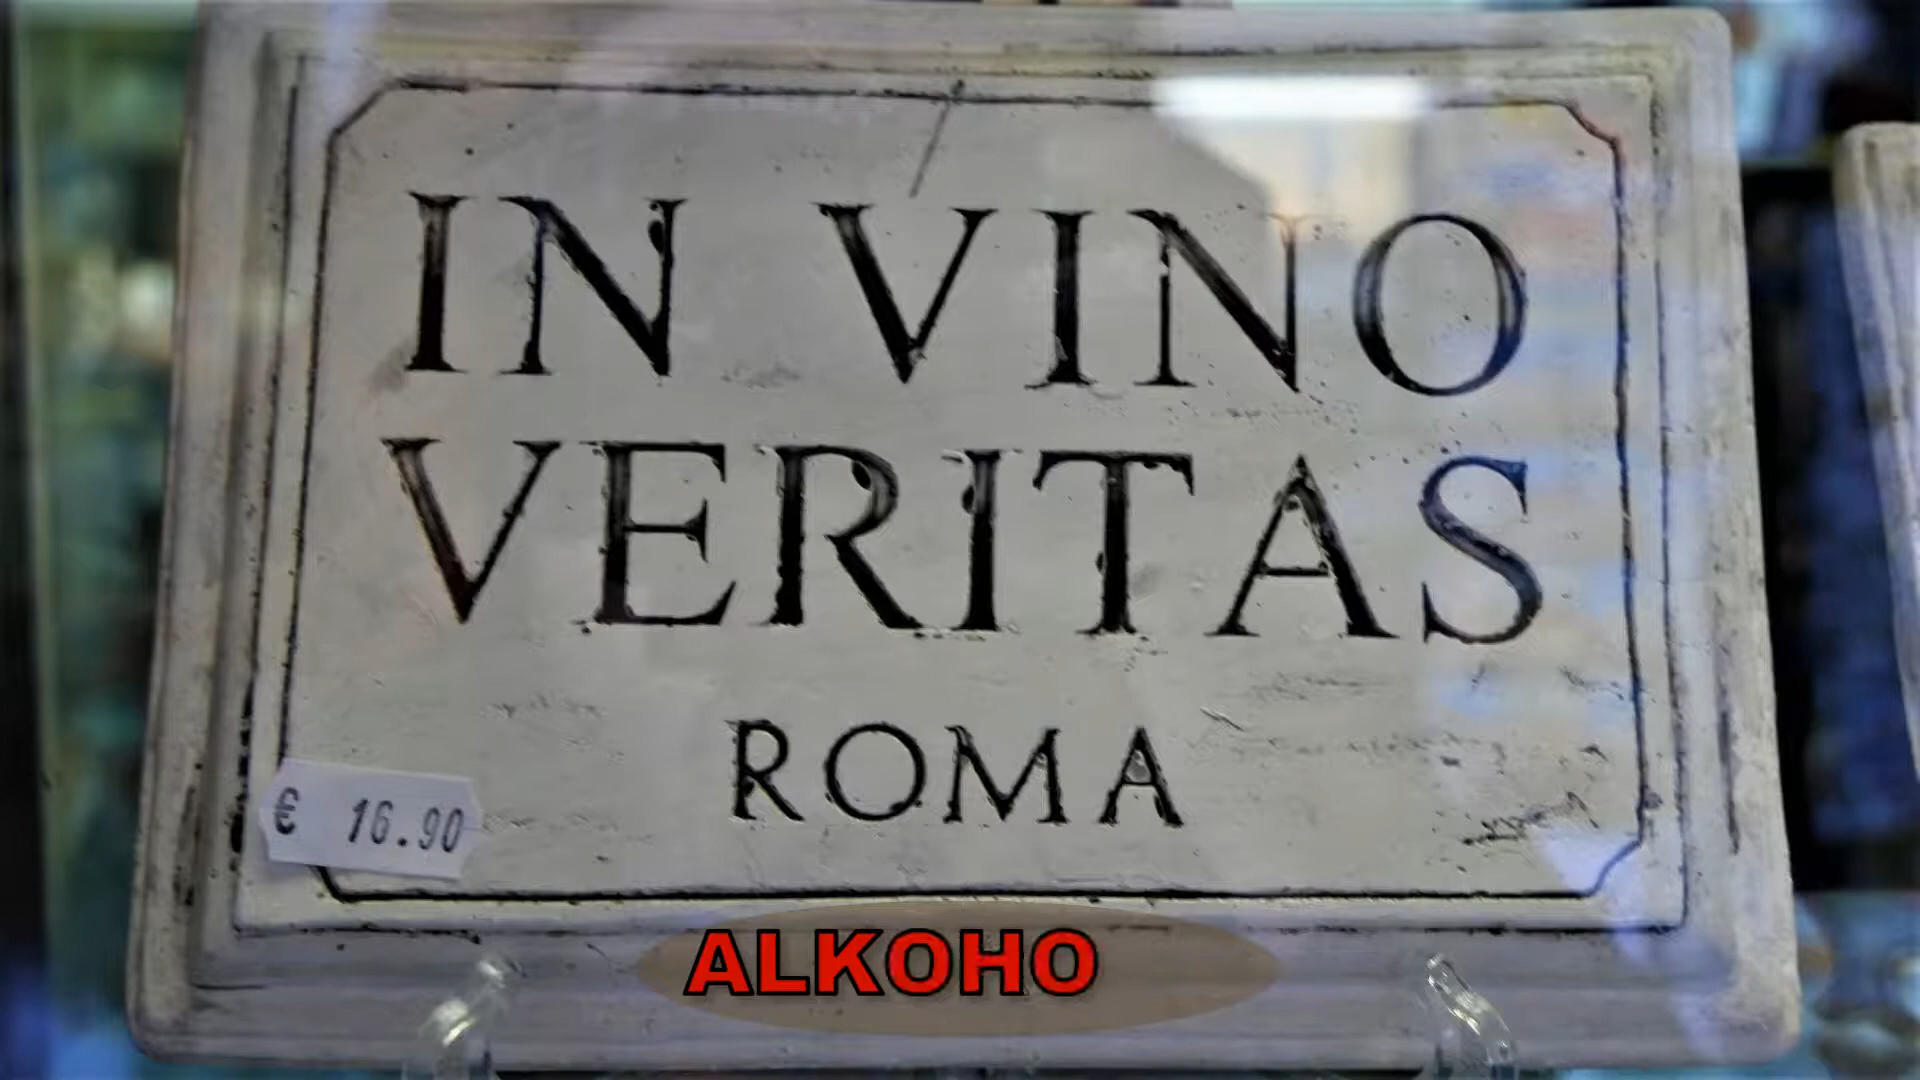 IN VINO
VERITAS
ROMA
€ 16.90
ALKOHO